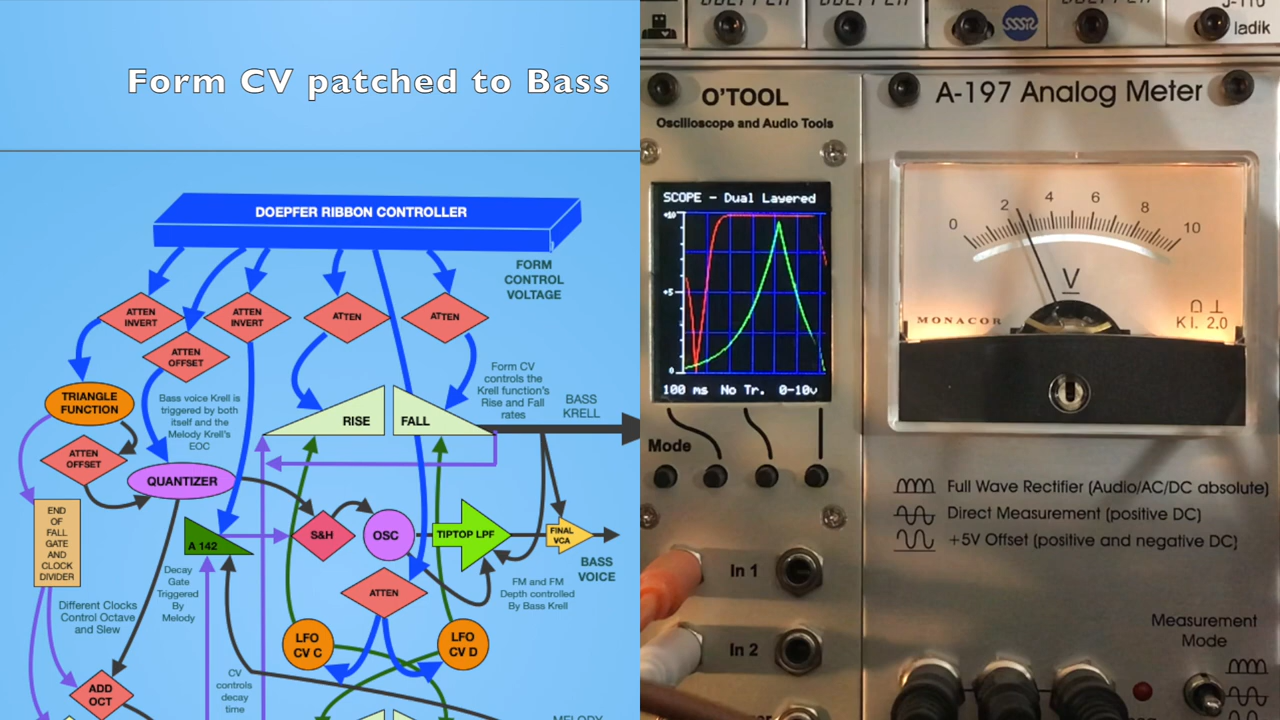 Form CV patched to Bass
DOEPFER RIBBON CONTROLLER
FORM
CONTROL
VOLTAGE
ATTEN
INVERT
ATTEN
INVERT
ATTEN
ATTEN
ATTEN
OFFSET
Form CV
controls the
Krell function's
Rise and Fall
rates
Bass voice Krell is
triggered by both
itself and the
Melody Krell's
EOC
TRIANGLE
FUNCTION
RISE
FALL
BASS
KRELL
ATTEN
OFFSET
QUANTIZER
END
OF
FALL
GATE
AND
CLOCK
DIVIDER
A 142
S&H
OSC
TIPTOP LPF
FINAL
VCA
BASS
VOICE
Decay
Gate
Triggered
By
Melody
FM and FM
Depth controlled
By Bass Krell
ATTEN
Different Clocks
Control Octave
and Slew
LFO
CV C
LFO
CV D
ADD
OCT
CV
controls
decay
time
MELODY
DOEPFER
DOEPFER
DOEPFER
ladik
O'TOOL
Oscilloscope and Audio Tools
SCOPE - Dual Layered
+10
+5
100 ms No Tr. 0-10v
Mode
In 1
In 2
A-197 Analog Meter
0 2 4 6 8 10
V
MONACOR
Kl. 2.0
Full Wave Rectifier (Audio/AC/DC absolute)
Direct Measurement (positive DC)
+5V Offset (positive and negative DC)
Measurement
Mode